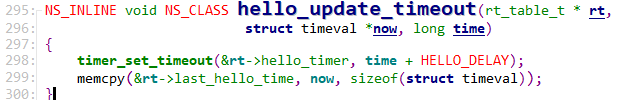 295: NS_INLINE void NS_CLASS hello_update_timeout(rt_table_t * rt,
296: struct timeval *now, long time)
297: {
298: timer_set_timeout(&rt->hello_timer, time + HELLO_DELAY);
299: memcpy(&rt->last_hello_time, now, sizeof(struct timeval));
300: }